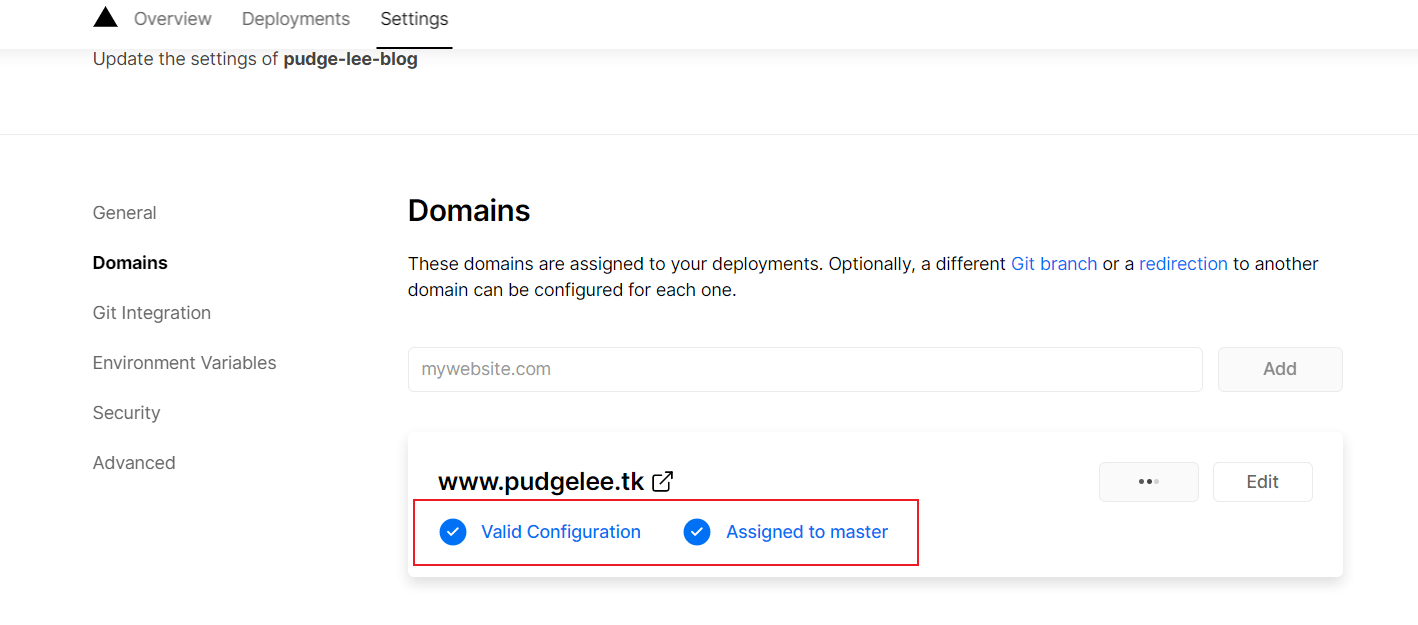 Overview Deployments Settings
Update the settings of pudge-lee-blog
General
Domains
Git Integration
Environment Variables
Security
Advanced
Domains
These domains are assigned to your deployments. Optionally, a different Git branch or a redirection to another
domain can be configured for each one.
mywebsite.com
Add
www.pudgelee.tk
Edit
Valid Configuration Assigned to master